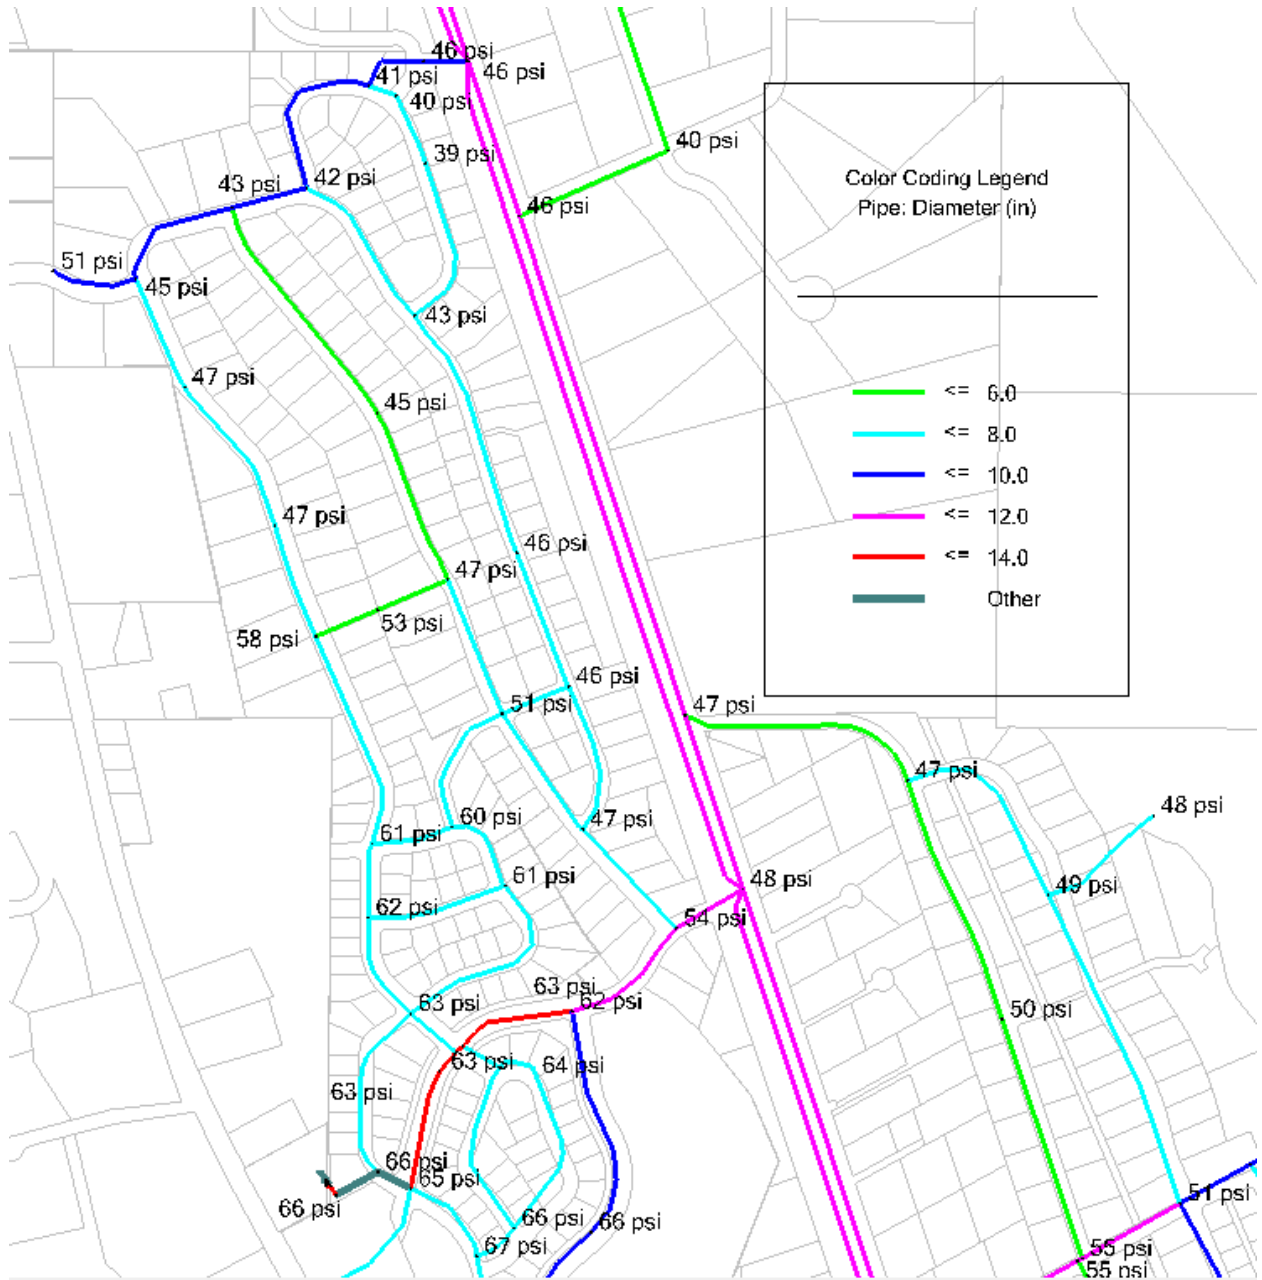 46 psi
46 psi
41 psi
40 psi
40 psi
39 psi
42 psi
43 psi
46 psi
Color Coding Legend
Pipe: Diameter (in)
51 psi
45 psi
43 psi
47 psi
45 psi
<= 6.0
<= 8.0
<= 10.0
<= 12.0
<= 14.0
Other
47 psi
46 psi
47 psi
53 psi
58 psi
46 psi
51 psi
47 psi
47 psi
48 psi
60 psi
47 psi
61 psi
61 psi
48 psi
49 psi
62 psi
54 psi
63 psi
62 psi
63 psi
50 psi
63 psi
64 psi
63 psi
66 psi
65 psi
66 psi
66 psi
66 psi
51 psi
67 psi
55 psi
55 psi